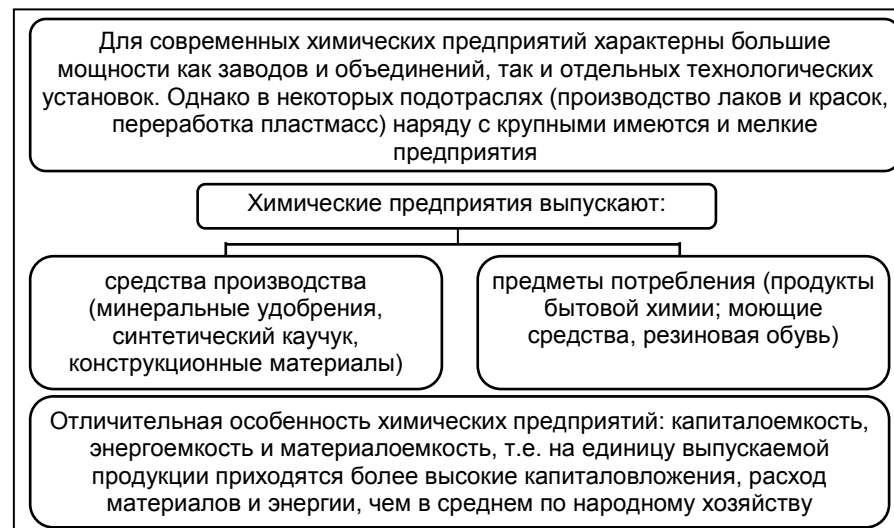 Для современных химических предприятий характерны большие
мощности как заводов и объединений, так и отдельных технологических
установок. Однако в некоторых подотраслях (производство лаков и красок,
переработка пластмасс) наряду с крупными имеются и мелкие
предприятия
Химические предприятия выпускают:
средства производства
(минеральные удобрения,
синтетический каучук,
конструкционные материалы)
предметы потребления (продукты
бытовой химии; моющие
средства, резиновая обувь)
Отличительная особенность химических предприятий: капиталоемкость,
энергоемкость и материалоемкость, т.е. на единицу выпускаемой
продукции приходятся более высокие капиталовложения, расход
материалов и энергии, чем в среднем по народному хозяйству